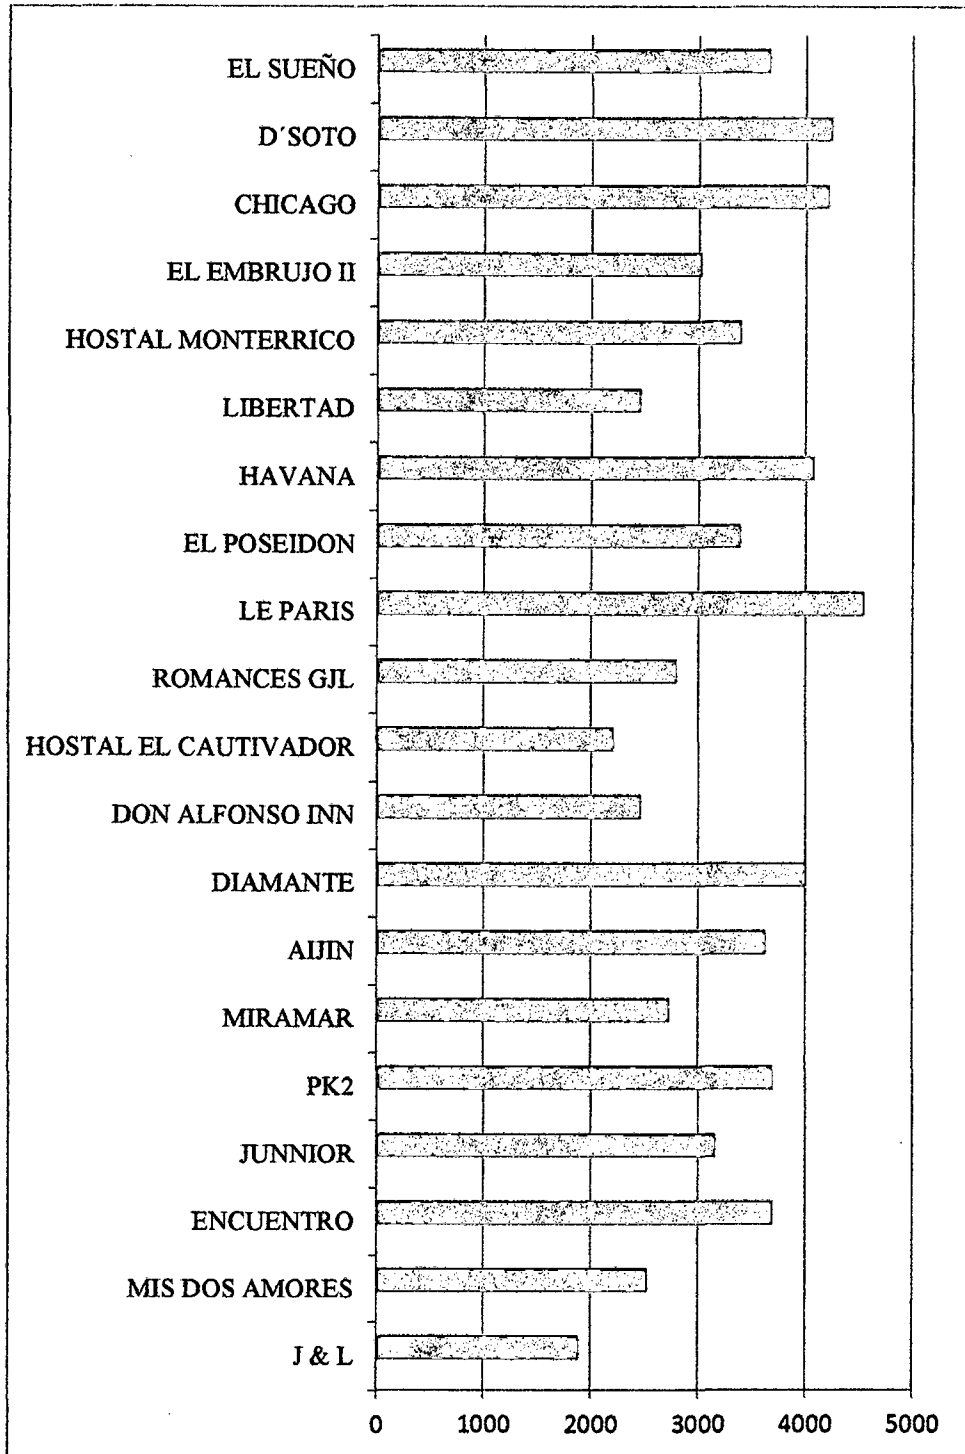 EL SUEÑO
D´SOTO
CHICAGO
EL EMBRUJO II
HOSTAL MONTERRICO
LIBERTAD
HAVANA
EL POSEIDON
LE PARIS
ROMANCES GJL
HOSTAL EL CAUTIVADOR
DON ALFONSO INN
DIAMANTE
AIJIN
MIRAMAR
PK2
JUNNIOR
ENCUENTRO
MIS DOS AMORES
J & L
0 1000 2000 3000 4000 5000